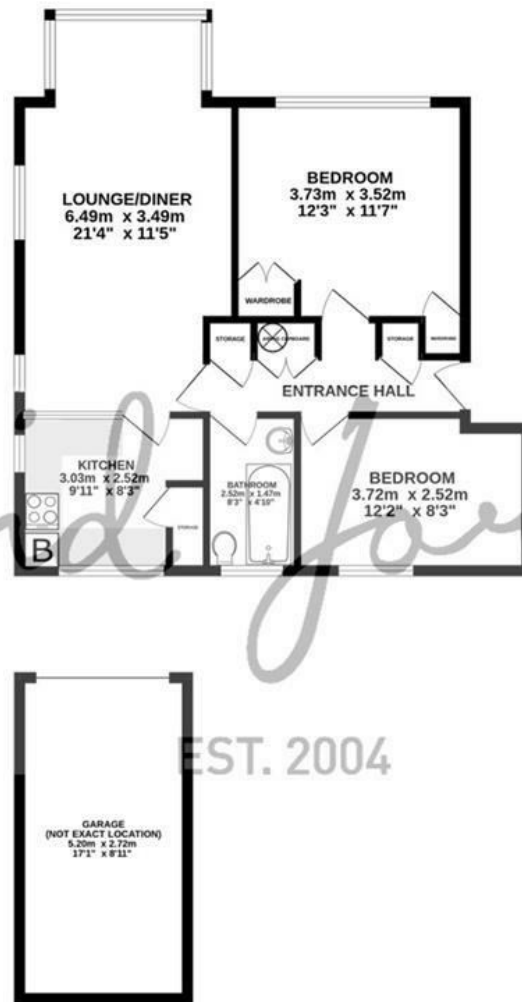 LOUNGE/DINER
6.49m x 3.49m
21'4" x 11'5"
BEDROOM
3.73m x 3.52m
12'3" x 11'7"
WARDROBE
STORAGE
CUPBOARD
STORAGE
WARDROBE
ENTRANCE HALL
KITCHEN
3.03m x 2.52m
9'11" x 8'3"
STORAGE
B
BATHROOM
2.52m x 1.47m
8'3" x 4'10"
BEDROOM
3.72m x 2.52m
12'2" x 8'3"
EST. 2004
GARAGE
(NOT EXACT LOCATION)
5.20m x 2.72m
17'1" x 8'11"